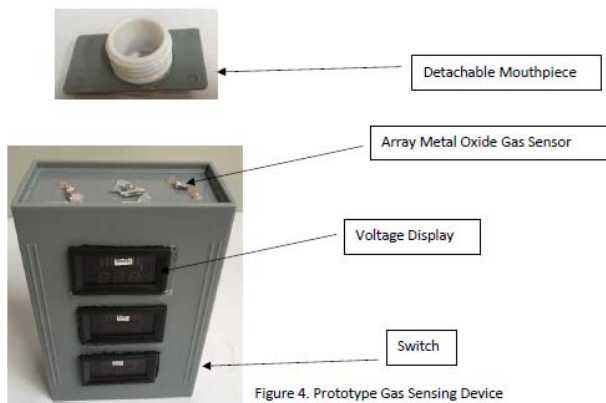 Detachable Mouthpiece
Array Metal Oxide Gas Sensor
Voltage Display
Switch
Figure 4. Prototype Gas Sensing Device